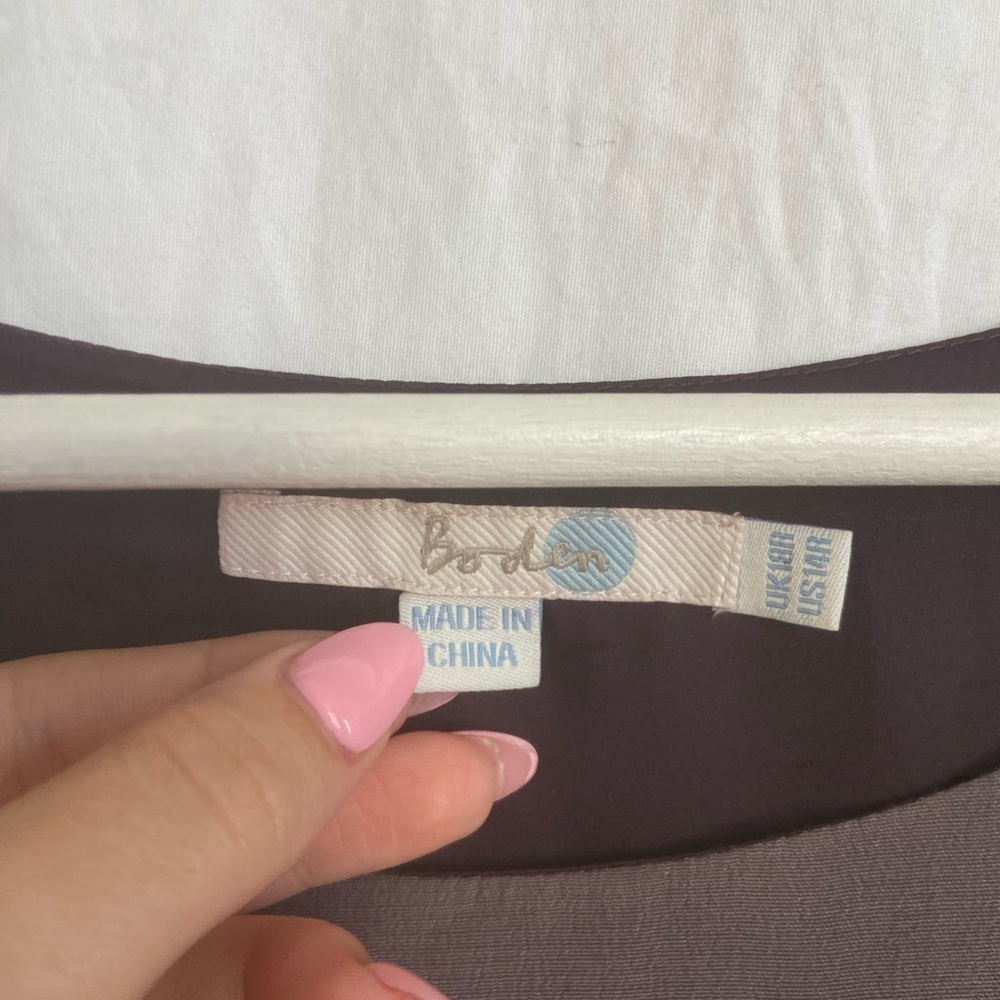 Boden
MADE IN
CHINA
UK18R
US14R